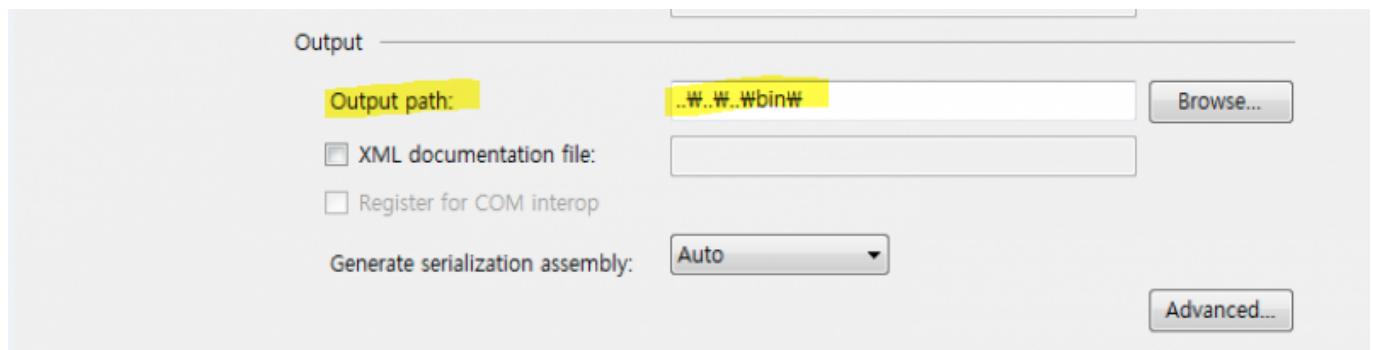 Output
Output path: ..₩..₩..₩bin₩ Browse...
XML documentation file:
Register for COM interop
Generate serialization assembly: Auto
Advanced...